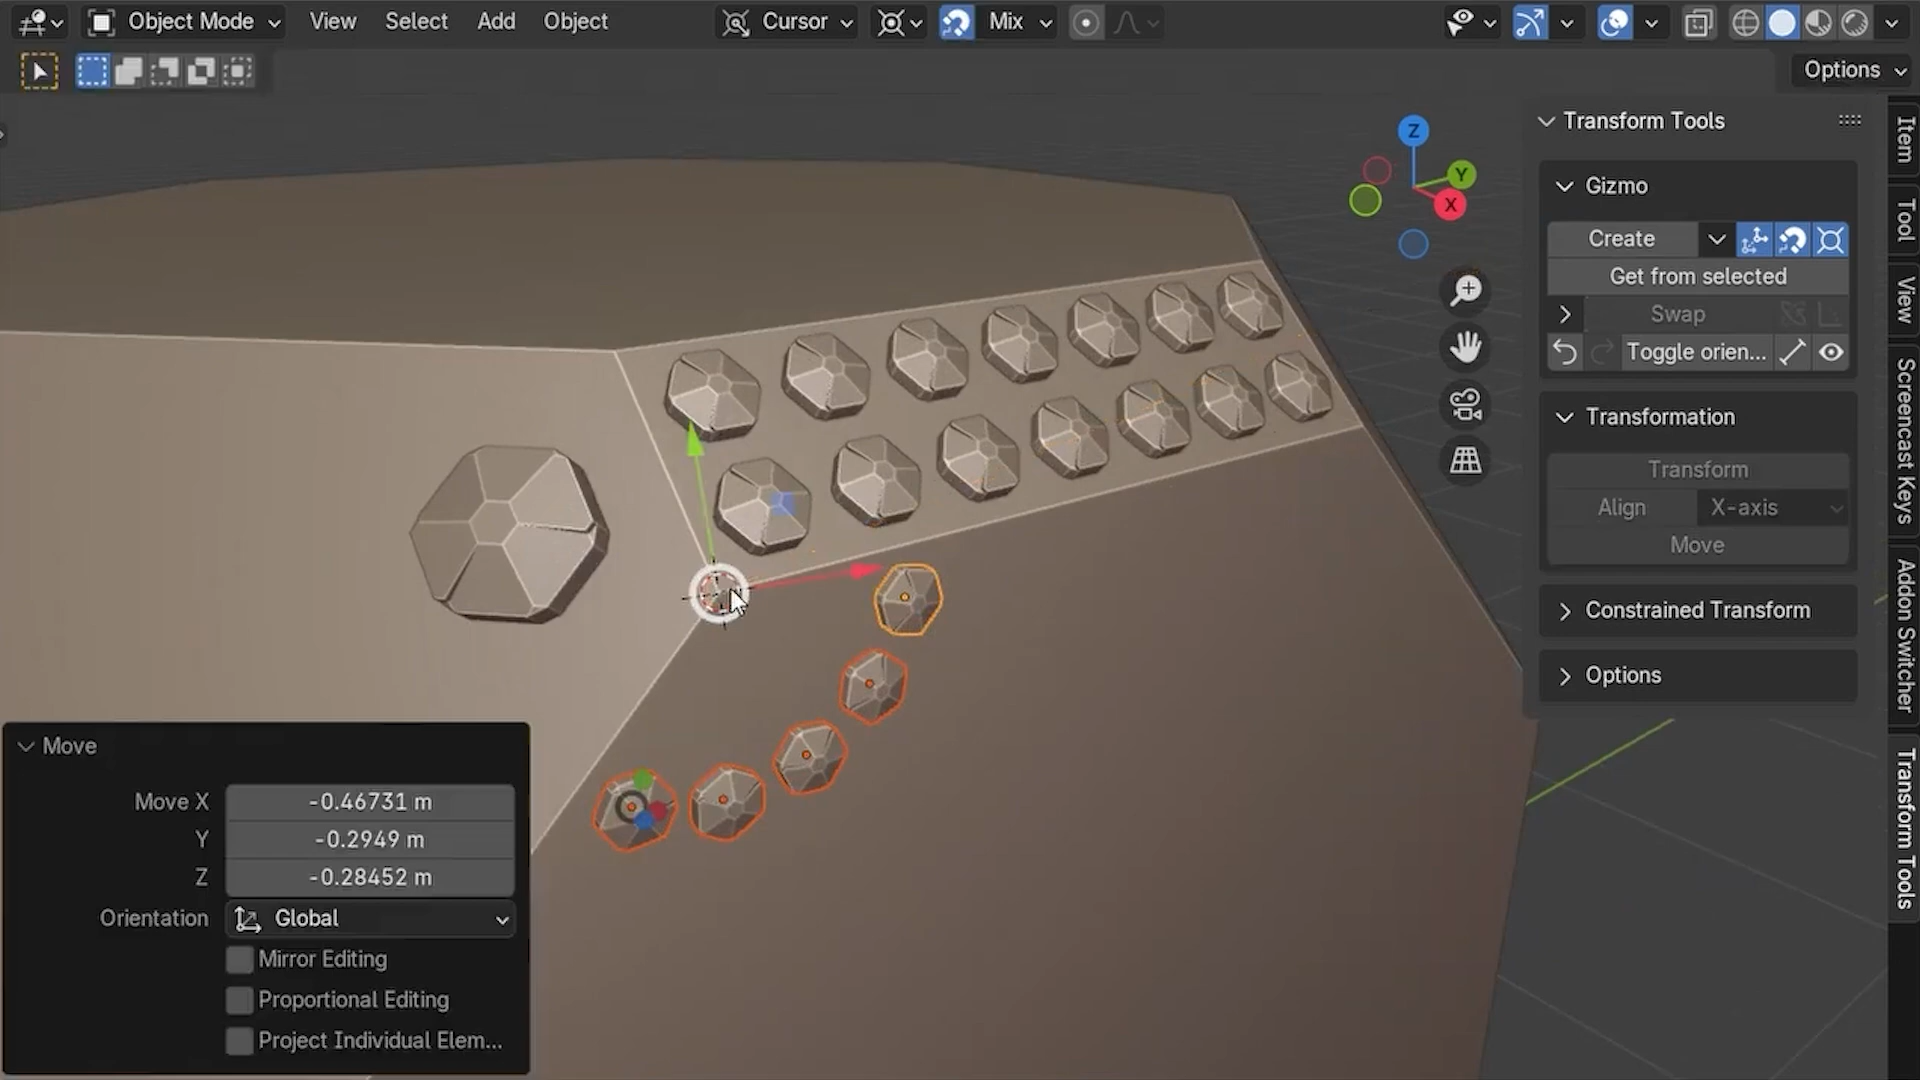 Object Mode
View
Select
Add
Object
Cursor
Mix
Options
Z
Y
X
Transform Tools
Gizmo
Create
Get from selected
Swap
Toggle orien...
Transformation
Transform
Align
X-axis
Move
Constrained Transform
Options
Item
Tool
View
Screencast Keys
Addon Switcher
Transform Tools
Move
Move X
-0.46731 m
Y
-0.2949 m
Z
-0.28452 m
Orientation
Global
Mirror Editing
Proportional Editing
Project Individual Elem...